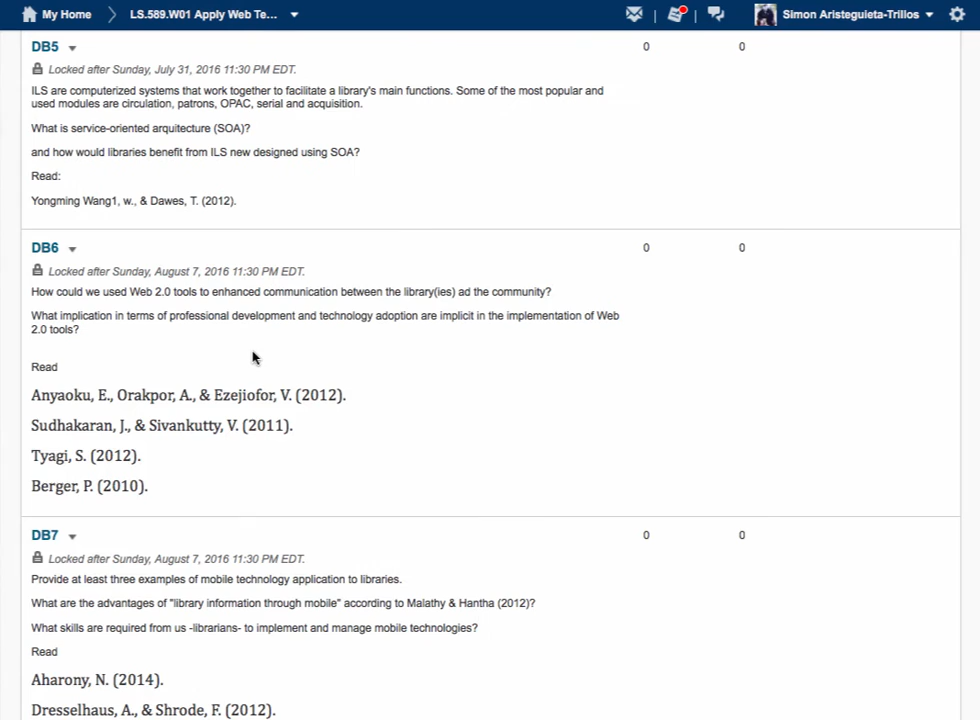 My Home LS.589.W01 Apply Web Te... Simon Aristeguieta-Trillos
DB5 0 0
Locked after Sunday, July 31, 2016 11:30 PM EDT.
ILS are computerized systems that work together to facilitate a library's main functions. Some of the most popular and
used modules are circulation, patrons, OPAC, serial and acquisition.
What is service-oriented arquitecture (SOA)?
and how would libraries benefit from ILS new designed using SOA?
Read:
Yongming Wang1, w., & Dawes, T. (2012).
DB6 0 0
Locked after Sunday, August 7, 2016 11:30 PM EDT.
How could we used Web 2.0 tools to enhanced communication between the library(ies) ad the community?
What implication in terms of professional development and technology adoption are implicit in the implementation of Web
2.0 tools?
Read
Anyaoku, E., Orakpor, A., & Ezejiofor, V. (2012).
Sudhakaran, J., & Sivankutty, V. (2011).
Tyagi, S. (2012).
Berger, P. (2010).
DB7 0 0
Locked after Sunday, August 7, 2016 11:30 PM EDT.
Provide at least three examples of mobile technology application to libraries.
What are the advantages of "library information through mobile" according to Malathy & Hantha (2012)?
What skills are required from us -librarians- to implement and manage mobile technologies?
Read
Aharony, N. (2014).
Dresselhaus, A., & Shrode, F. (2012).